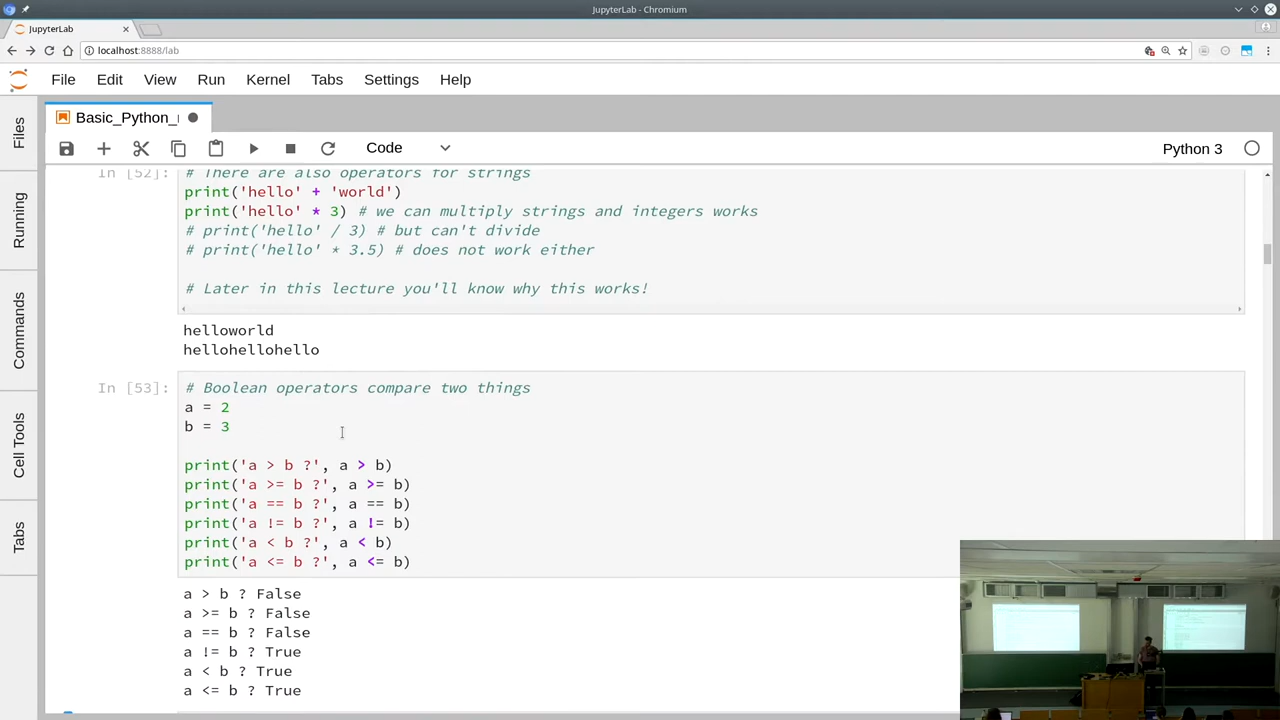 JupyterLab - Chromium
JupyterLab
localhost:8888/lab
File Edit View Run Kernel Tabs Settings Help
Files
Running
Commands
Cell Tools
Tabs
Basic_Python_
Code
Python 3
In [52]:
# There are also operators for strings
print('hello' + 'world')
print('hello' * 3) # we can multiply strings and integers works
# print('hello' / 3) # but can't divide
# print('hello' * 3.5) # does not work either
# Later in this lecture you'll know why this works!
helloworld
hellohellohello
In [53]:
# Boolean operators compare two things
a = 2
b = 3
print('a > b ?', a > b)
print('a >= b ?', a >= b)
print('a == b ?', a == b)
print('a != b ?', a != b)
print('a < b ?', a < b)
print('a <= b ?', a <= b)
a > b ? False
a >= b ? False
a == b ? False
a != b ? True
a < b ? True
a <= b ? True